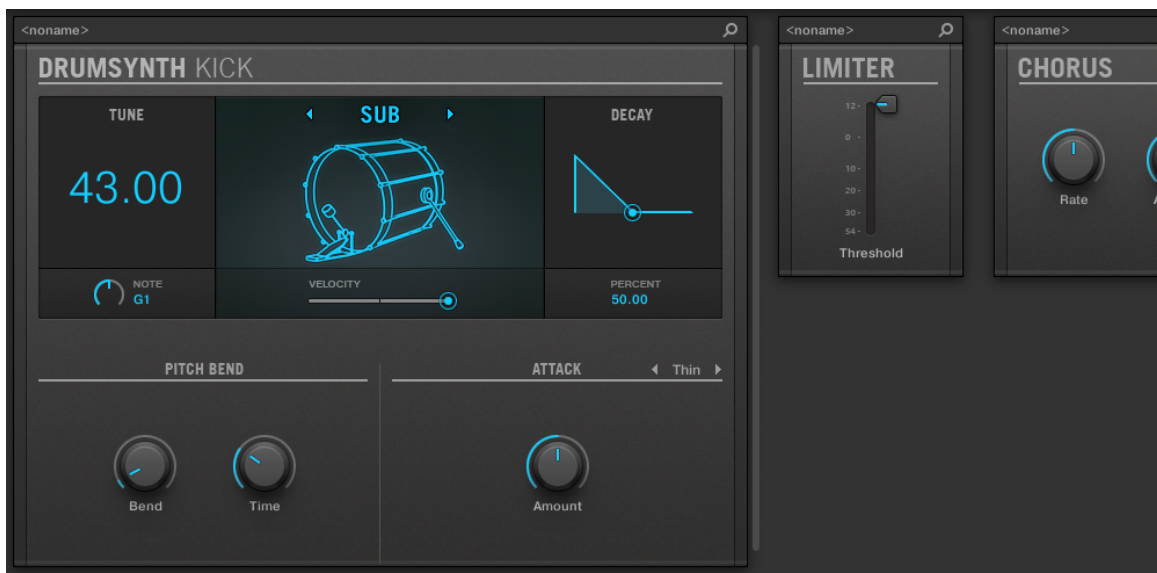 <noname>
DRUMSYNTH KICK
TUNE
SUB
DECAY
43.00
NOTE
G1
VELOCITY
PERCENT
50.00
PITCH BEND
ATTACK
Thin
Bend
Time
Amount
<noname>
LIMITER
12-
0 -
10-
20-
30-
54-
Threshold
<noname>
CHORUS
Rate